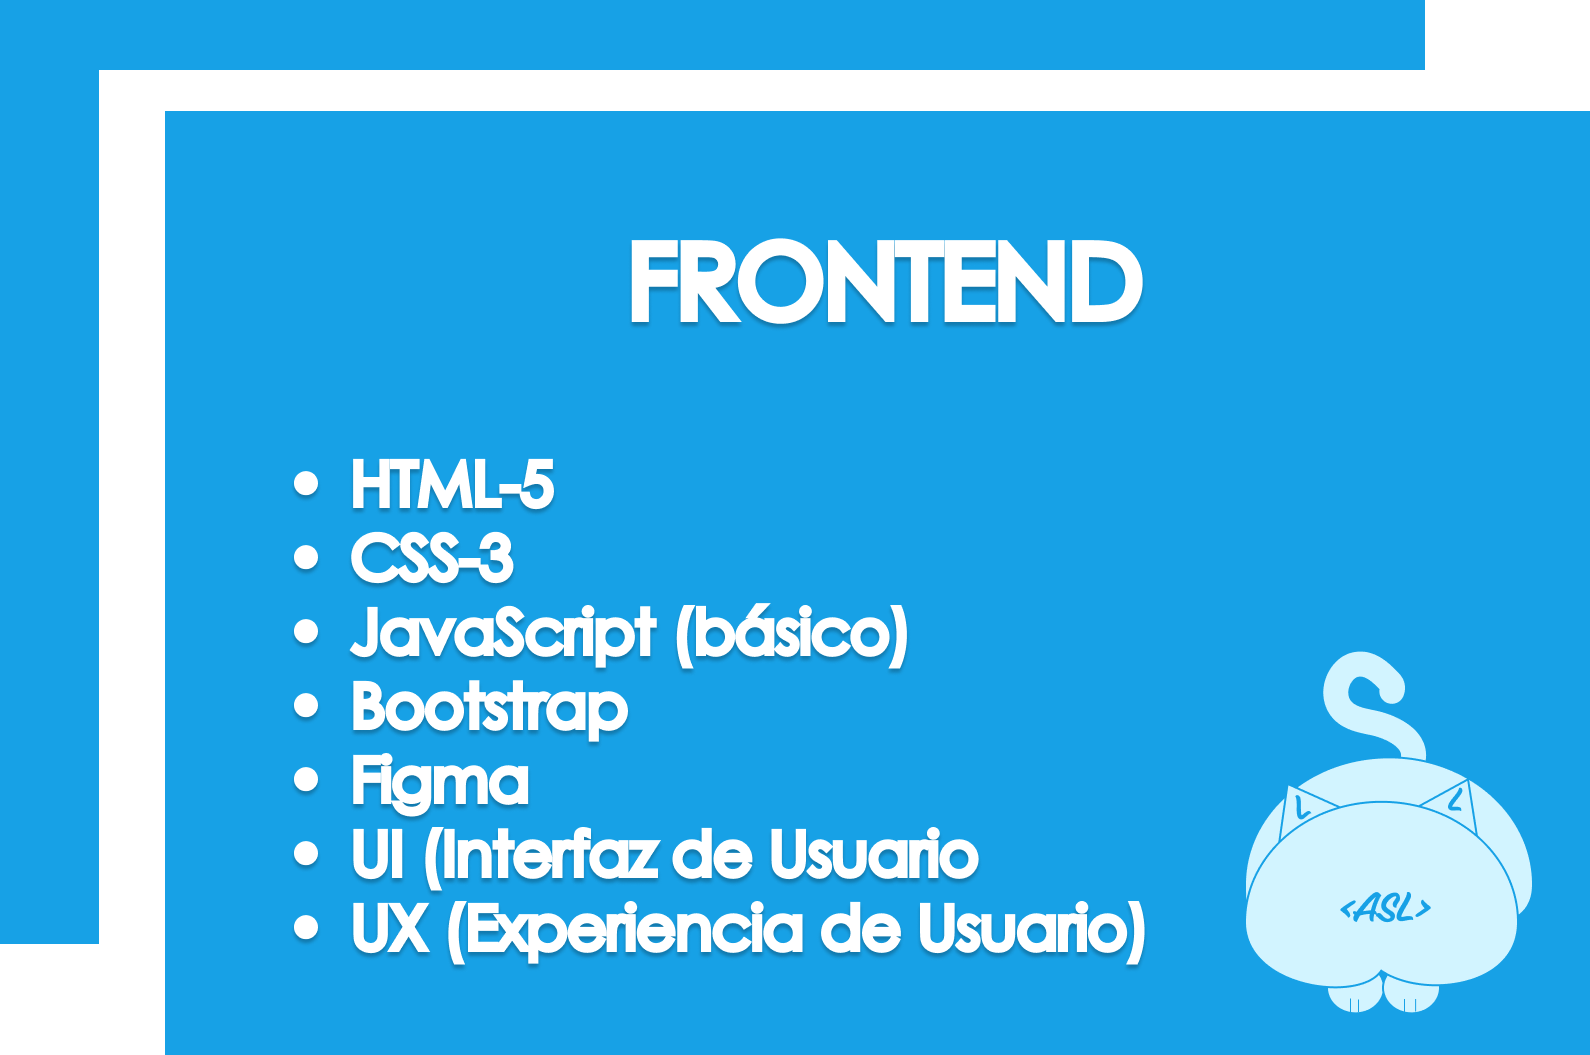 FRONTEND
• HTML-5
• CSS-3
• JavaScript (básico)
• Bootstrap
• Figma
• UI (Interfaz de Usuario
• UX (Experiencia de Usuario)
L L
<ASL>